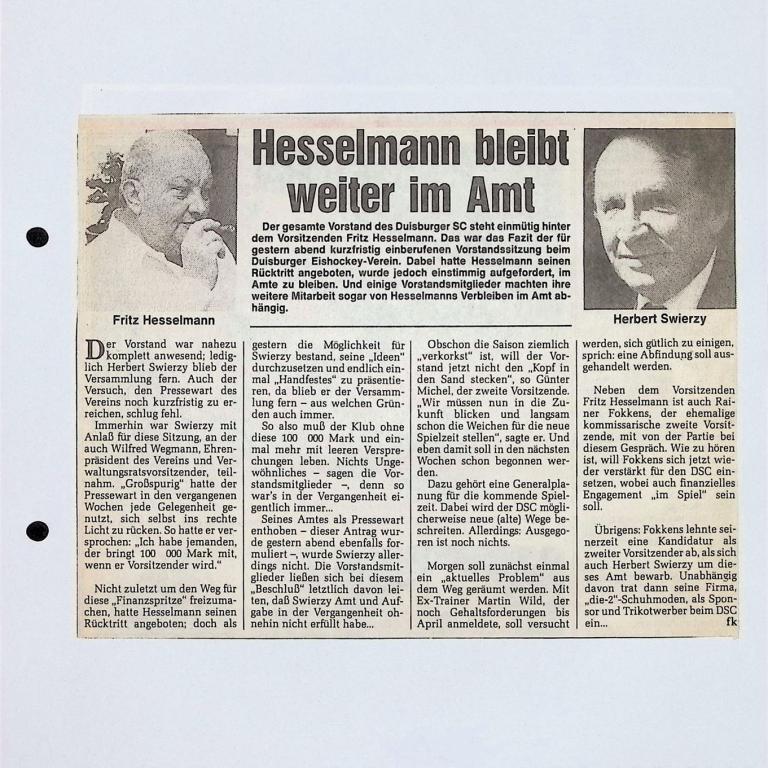 Hesselmann bleibt
weiter im Amt
Der gesamte Vorstand des Duisburger SC steht einmütig hinter
dem Vorsitzenden Fritz Hesselmann. Das war das Fazit der für
gestern abend kurzfristig einberufenen Vorstandssitzung beim
Duisburger Eishockey-Verein. Dabei hatte Hesselmann seinen
Rücktritt angeboten, wurde jedoch einstimmig aufgefordert, im
Amte zu bleiben. Und einige Vorstandsmitglieder machten ihre
weitere Mitarbeit sogar von Hesselmanns Verbleiben im Amt ab-
hängig.
Fritz Hesselmann
Herbert Swierzy
Der Vorstand war nahezu
komplett anwesend; ledig-
lich Herbert Swierzy blieb der
Versammlung fern. Auch der
Versuch, den Pressewart des
Vereins noch kurzfristig zu er-
reichen, schlug fehl.
Immerhin war Swierzy mit
Anlaß für diese Sitzung, an der
auch Wilfred Wegmann, Ehren-
präsident des Vereins und Ver-
waltungsratsvorsitzender, teil-
nahm. „Großspurig" hatte der
Pressewart in den vergangenen
Wochen jede Gelegenheit ge-
nutzt, sich selbst ins rechte
Licht zu rücken. So hatte er ver-
sprochen: „Ich habe jemanden,
der bringt 100 000 Mark mit,
wenn er Vorsitzender wird."
Nicht zuletzt um den Weg für
diese „Finanzspritze" freizuma-
chen, hatte Hesselmann seinen
Rücktritt angeboten; doch als
gestern die Möglichkeit für
Swierzy bestand, seine „Ideen"
durchzusetzen und endlich ein-
mal „Handfestes" zu präsentie-
ren, da blieb er der Versamm-
lung fern – aus welchen Grün-
den auch immer.
So also muß der Klub ohne
diese 100 000 Mark und ein-
mal mehr mit leeren Verspre-
chungen leben. Nichts Unge-
wöhnliches – sagen die Vor-
standsmitglieder –, denn so
war's in der Vergangenheit ei-
gentlich immer...
Seines Amtes als Pressewart
enthoben – dieser Antrag wur-
de gestern abend ebenfalls for-
muliert –, wurde Swierzy aller-
dings nicht. Die Vorstandsmit-
glieder ließen sich bei diesem
„Beschluß" letztlich davon lei-
ten, daß Swierzy Amt und Auf-
gabe in der Vergangenheit oh-
nehin nicht erfüllt habe...
Obschon die Saison ziemlich
„verkorkst" ist, will der Vor-
stand jetzt nicht den „Kopf in
den Sand stecken", so Günter
Michel, der zweite Vorsitzende.
„Wir müssen nun in die Zu-
kunft blicken und langsam
schon die Weichen für die neue
Spielzeit stellen", sagte er. Und
eben damit soll in den nächsten
Wochen schon begonnen wer-
den.
Dazu gehört eine Generalpla-
nung für die kommende Spiel-
zeit. Dabei wird der DSC mögli-
cherweise neue (alte) Wege be-
schreiten. Allerdings: Ausgego-
ren ist noch nichts.
Morgen soll zunächst einmal
ein „aktuelles Problem" aus
dem Weg geräumt werden. Mit
Ex-Trainer Martin Wild, der
noch Gehaltsforderungen bis
April anmeldete, soll versucht
werden, sich gütlich zu einigen,
sprich: eine Abfindung soll aus-
gehandelt werden.
Neben dem Vorsitzenden
Fritz Hesselmann ist auch Rai-
ner Fokkens, der ehemalige
kommissarische zweite Vorsit-
zende, mit von der Partie bei
diesem Gespräch. Wie zu hören
ist, will Fokkens sich jetzt wie-
der verstärkt für den DSC ein-
setzen, wobei auch finanzielles
Engagement „im Spiel" sein
soll.
Übrigens: Fokkens lehnte sei-
nerzeit eine Kandidatur als
zweiter Vorsitzender ab, als sich
auch Herbert Swierzy um die-
ses Amt bewarb. Unabhängig
davon trat dann seine Firma,
„die-2"-Schuhmoden, als Spon-
sor und Trikotwerber beim DSC
ein... fk